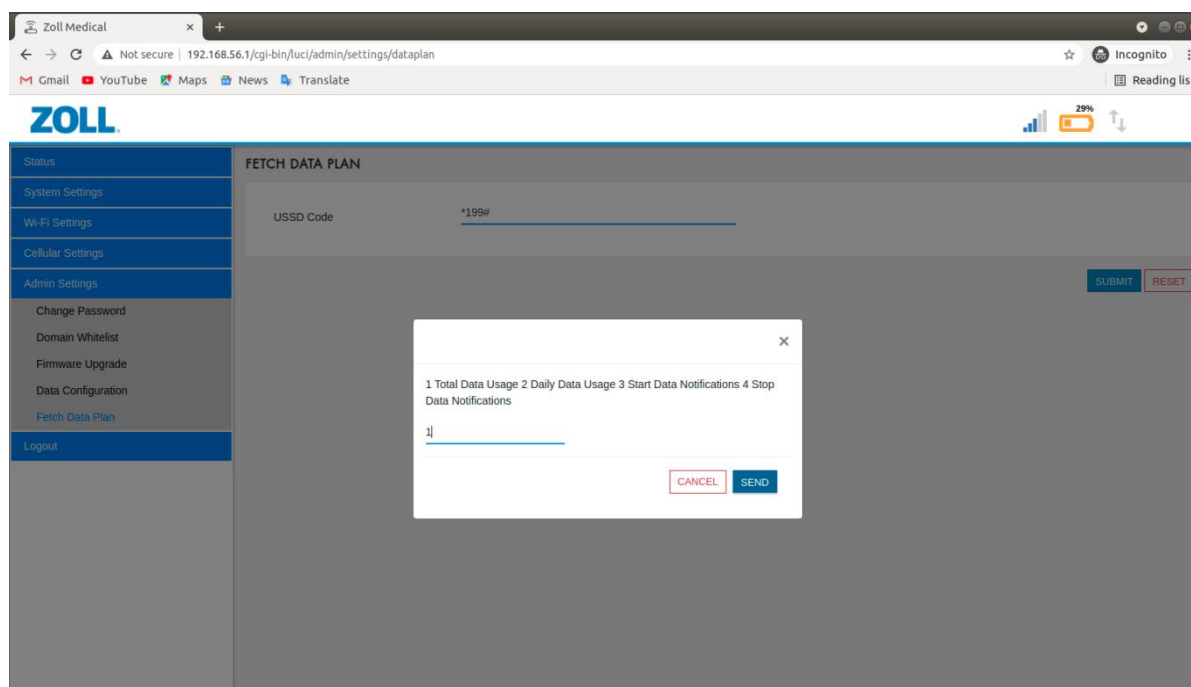 Zoll Medical
Not secure 192.168.56.1/cgi-bin/luci/admin/settings/dataplan
Incognito
Gmail YouTube Maps News Translate
Reading lis
ZOLL.
29%
Status
FETCH DATA PLAN
System Settings
Wi-Fi Settings
USSD Code *199#
Cellular Settings
Admin Settings
SUBMIT RESET
Change Password
Domain Whitelist
Firmware Upgrade
Data Configuration
Fetch Data Plan
Logout
1 Total Data Usage 2 Daily Data Usage 3 Start Data Notifications 4 Stop
Data Notifications
1
CANCEL SEND